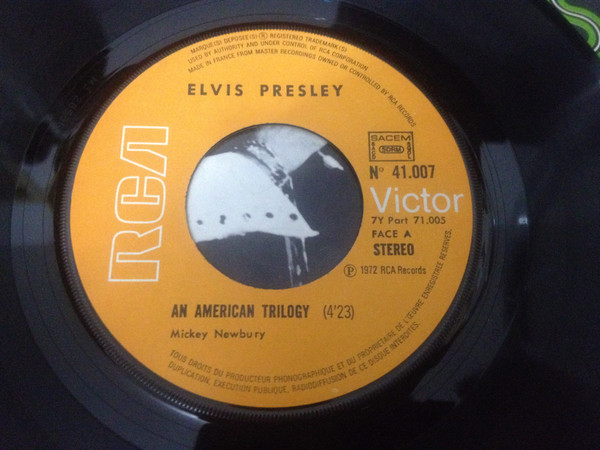 MARQUE(S) DEPOSEE(S) ® REGISTERED TRADEMARK(S)
USED BY AUTHORITY AND UNDER CONTROL OF RCA CORPORATION
MADE IN FRANCE FROM MASTER RECORDINGS OWNED OR CONTROLLED BY RCA RECORDS
ELVIS PRESLEY
RCA
SACEM
SDRM
N° 41.007
Victor
7Y Part 71.005
FACE A
STEREO
℗ 1972 RCA Records
AN AMERICAN TRILOGY (4'23)
Mickey Newbury
TOUS DROITS DU PRODUCTEUR PHONOGRAPHIQUE ET DU PROPRIETAIRE DE L'ŒUVRE ENREGISTREE RESERVES.
DUPLICATION, EXECUTION PUBLIQUE, RADIODIFFUSION DE CE DISQUE INTERDITES